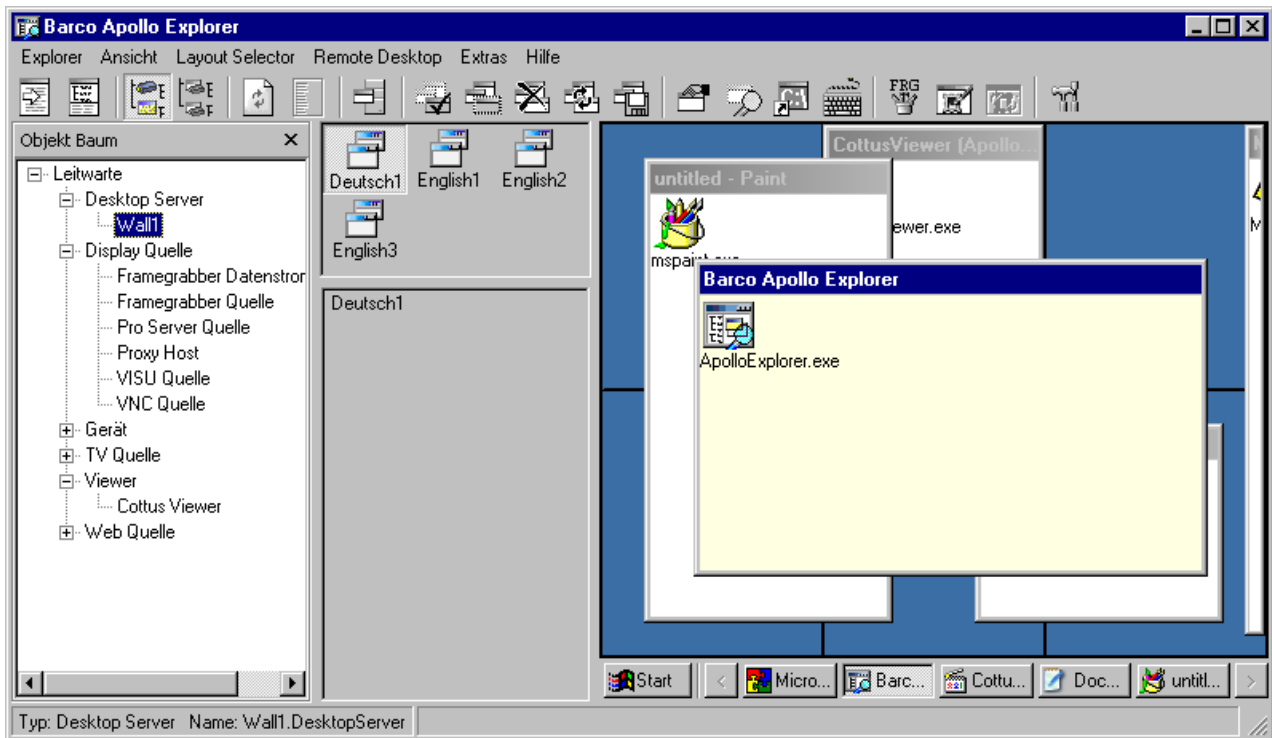 Barco Apollo Explorer
Explorer Ansicht Layout Selector Remote Desktop Extras Hilfe
FRG
Objekt Baum
Leitwarte
Desktop Server
Wall1
Display Quelle
Framegrabber Datenstror
Framegrabber Quelle
Pro Server Quelle
Proxy Host
VISU Quelle
VNC Quelle
Gerät
TV Quelle
Viewer
Cottus Viewer
Web Quelle
Deutsch1 English1 English2
English3
Deutsch1
CottusViewer (Apollo...
ewer.exe
untitled - Paint
mspaint.exe
Barco Apollo Explorer
ApolloExplorer.exe
Start < Micro... Barc... Cottu... Doc... untitl... >
Typ: Desktop Server Name: Wall1.DesktopServer